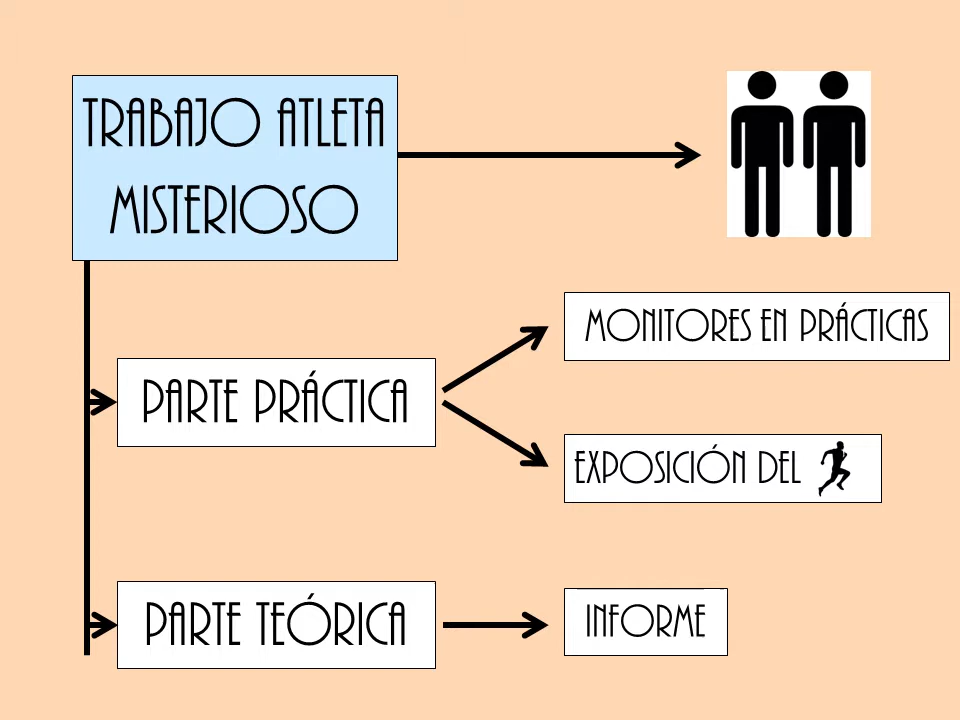 TRABAJO ATLETA
MISTERIOSO
MONITORES EN PRÁCTICAS
PARTE PRÁCTICA
EXPOSICIÓN DEL
PARTE TEÓRICA
INFORME